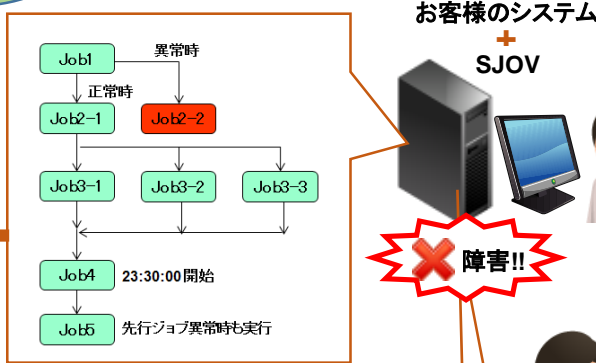 お客様のシステム
+
SJOV
Job1
異常時
正常時
Job2-1
Job2-2
Job3-1
Job3-2
Job3-3
Job4
23:30:00開始
Job5
先行ジョブ異常時も実行
障害!!